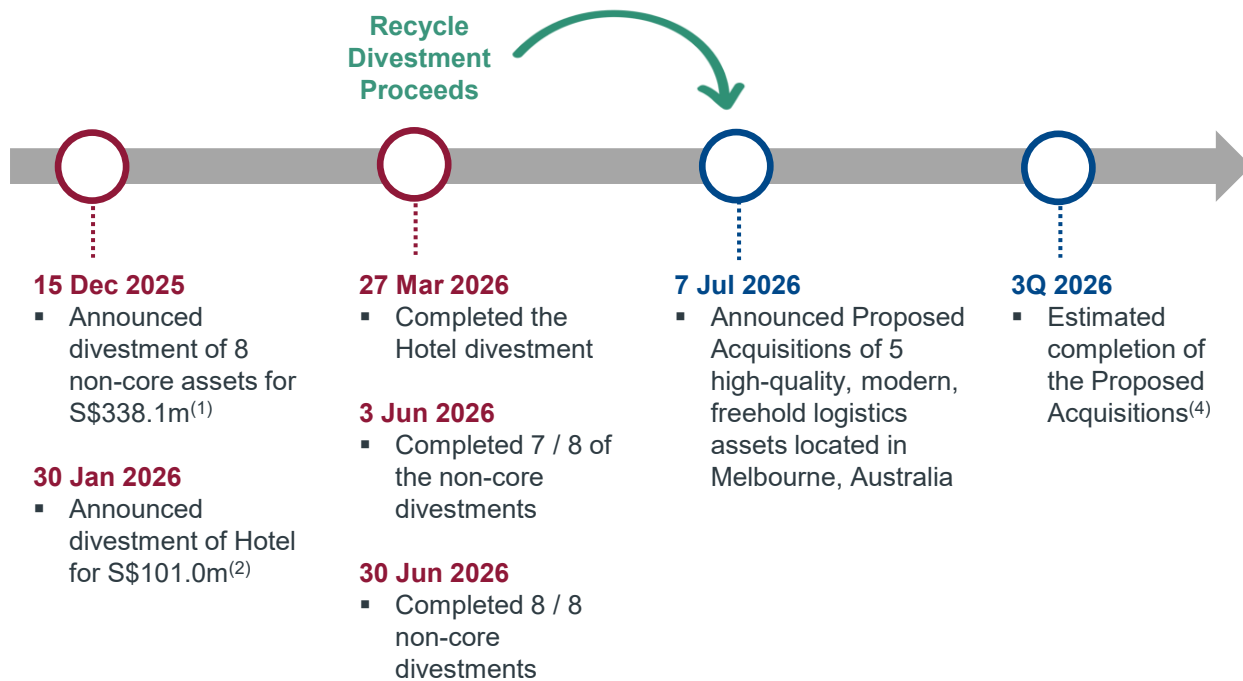 Recycle
Divestment
Proceeds
15 Dec 2025
▪ Announced
divestment of 8
non-core assets for
S$338.1m(1)
30 Jan 2026
▪ Announced
divestment of Hotel
for S$101.0m(2)
27 Mar 2026
▪ Completed the
Hotel divestment
3 Jun 2026
▪ Completed 7 / 8 of
the non-core
divestments
30 Jun 2026
▪ Completed 8 / 8
non-core
divestments
7 Jul 2026
▪ Announced Proposed
Acquisitions of 5
high-quality, modern,
freehold logistics
assets located in
Melbourne, Australia
3Q 2026
▪ Estimated
completion of
the Proposed
Acquisitions(4)